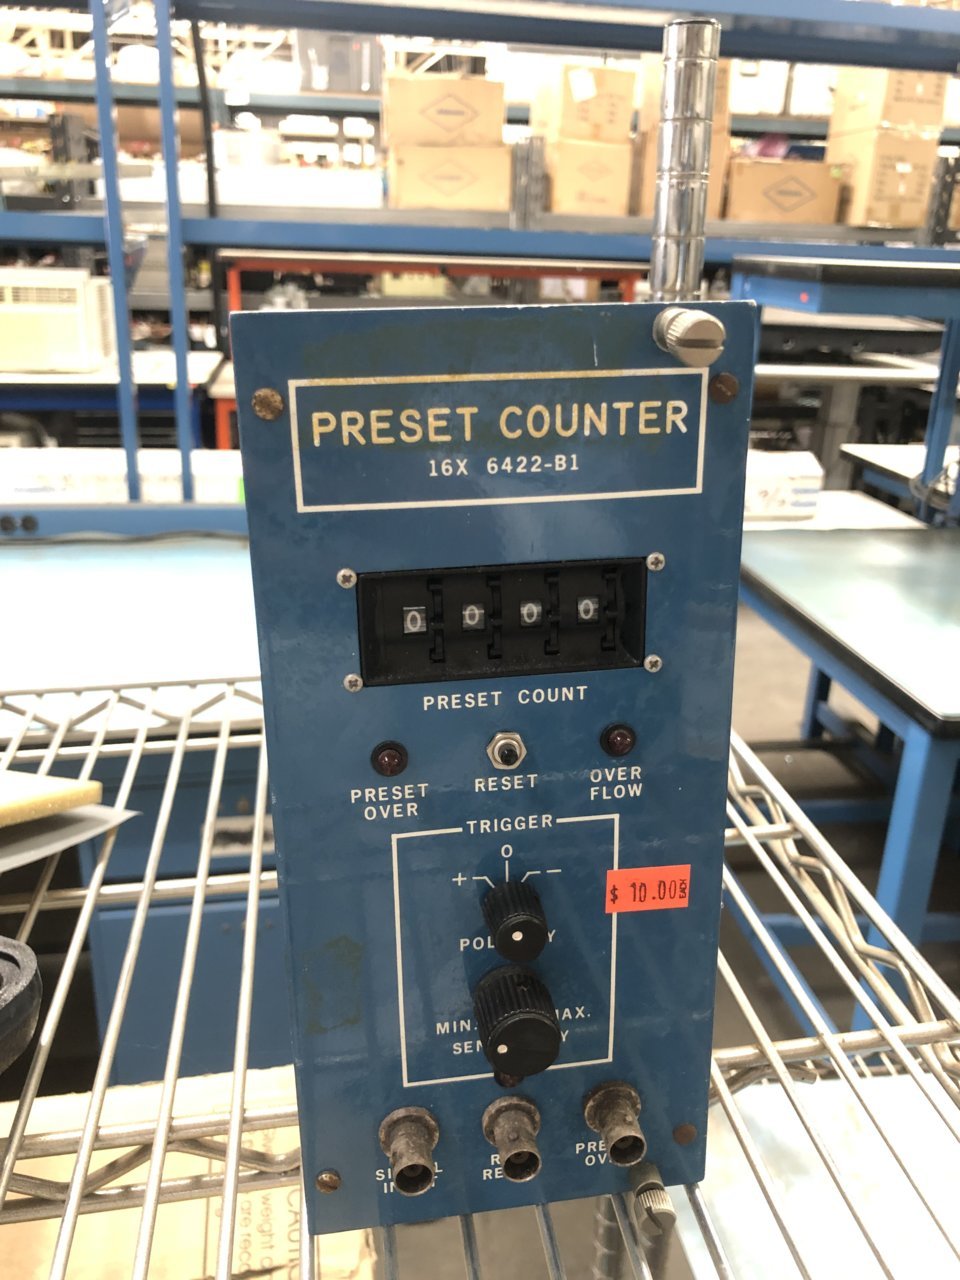 PRESET COUNTER
16X 6422-B1
0 0 0 0
PRESET COUNT
PRESET
OVER
RESET
OVER
FLOW
TRIGGER
0
+ −
$ 10.00 EACH
MIN. MAX.